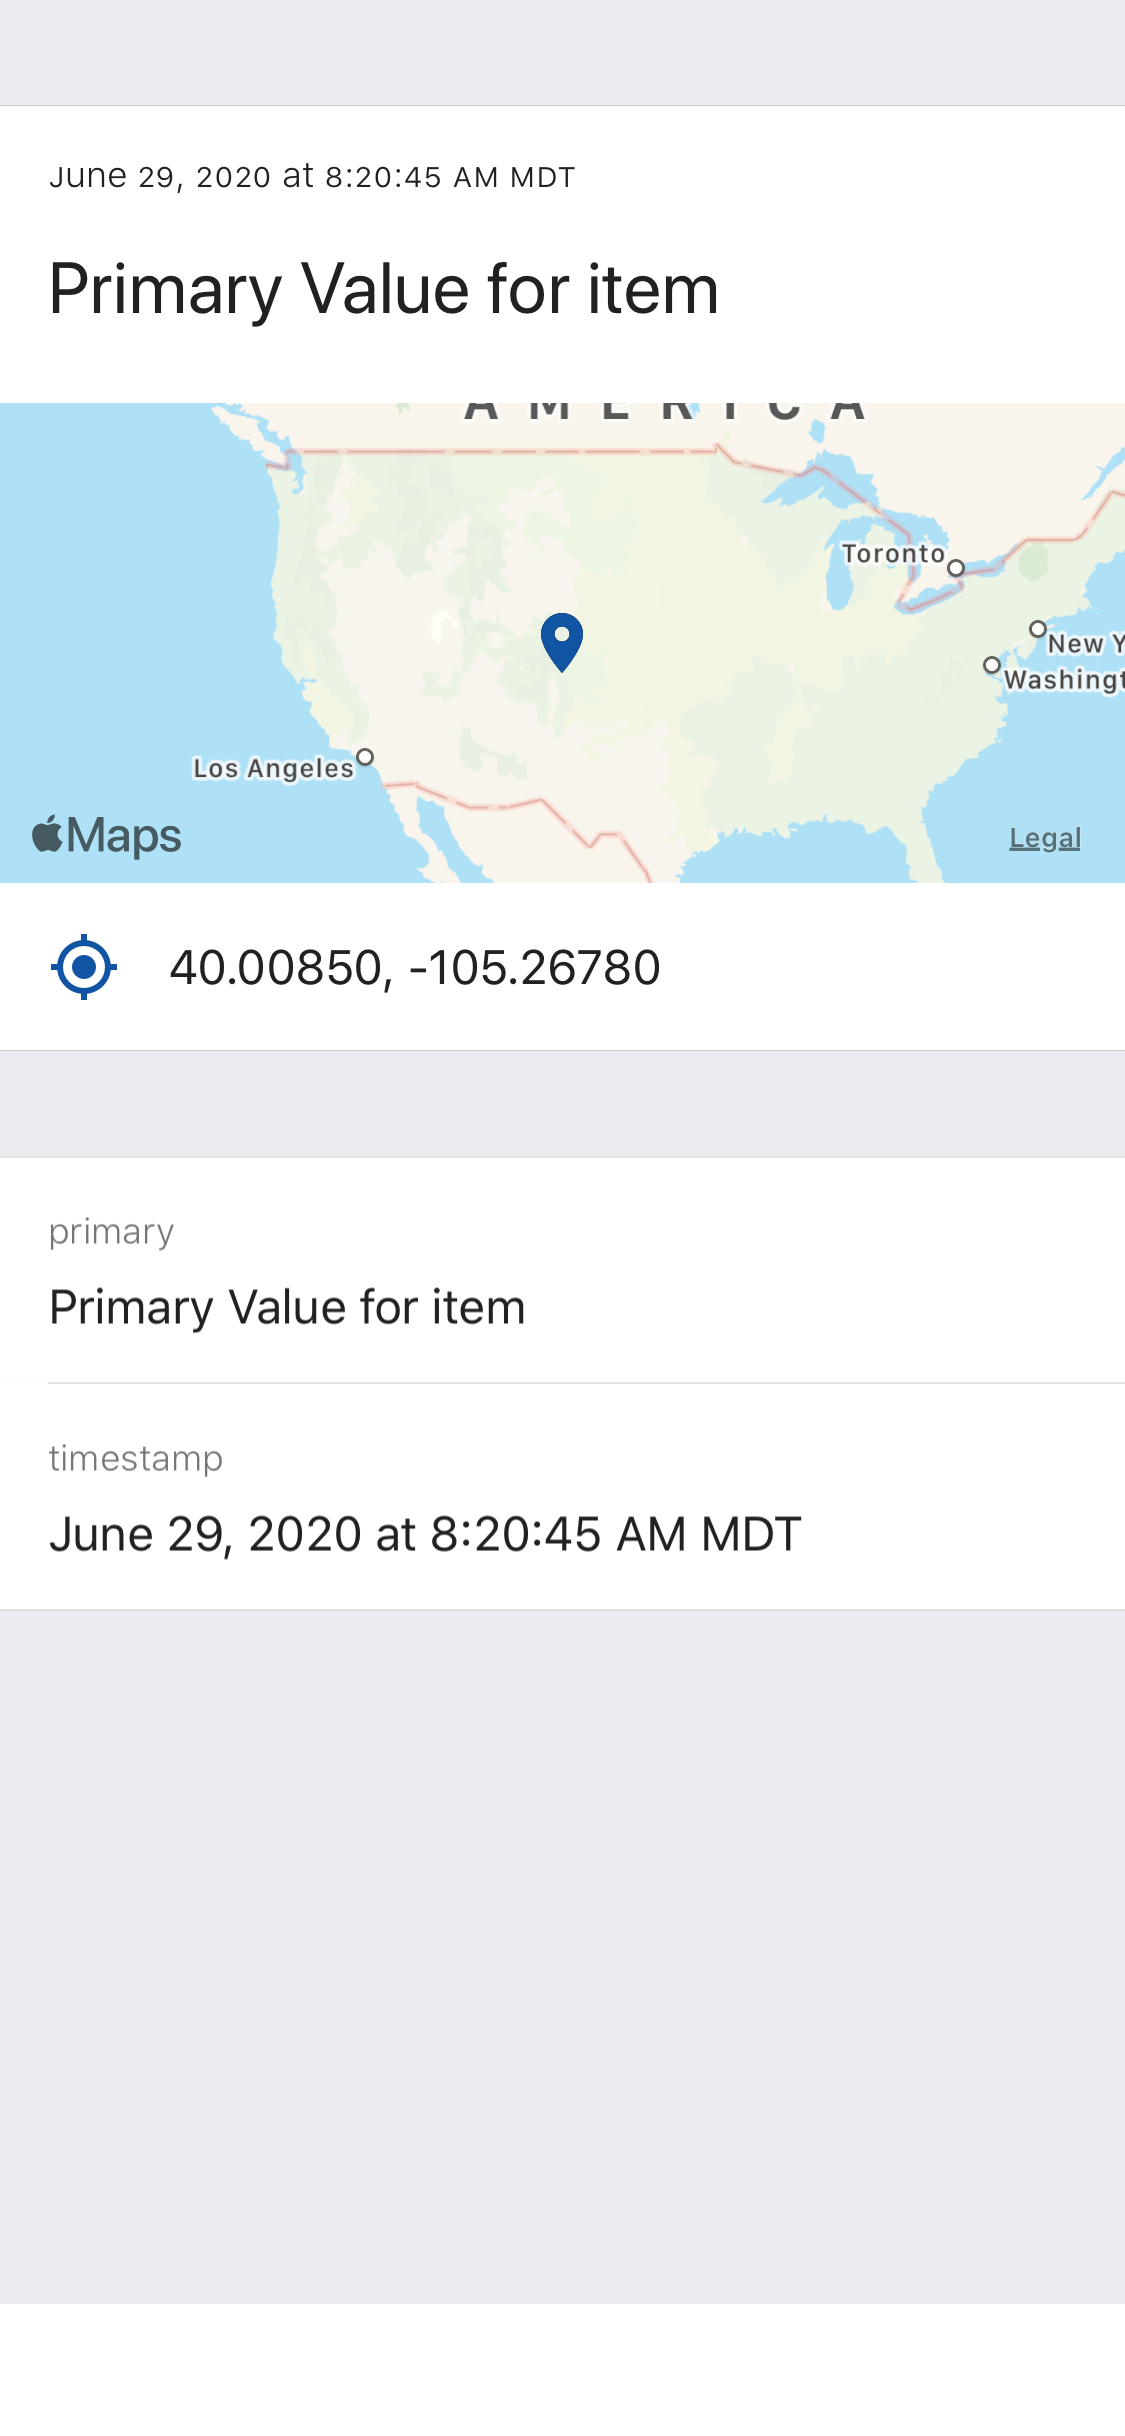 June 29, 2020 at 8:20:45 AM MDT
Primary Value for item
AMERICA
Toronto
New Y
Washingt
Los Angeles
Maps
Legal
40.00850, -105.26780
primary
Primary Value for item
timestamp
June 29, 2020 at 8:20:45 AM MDT